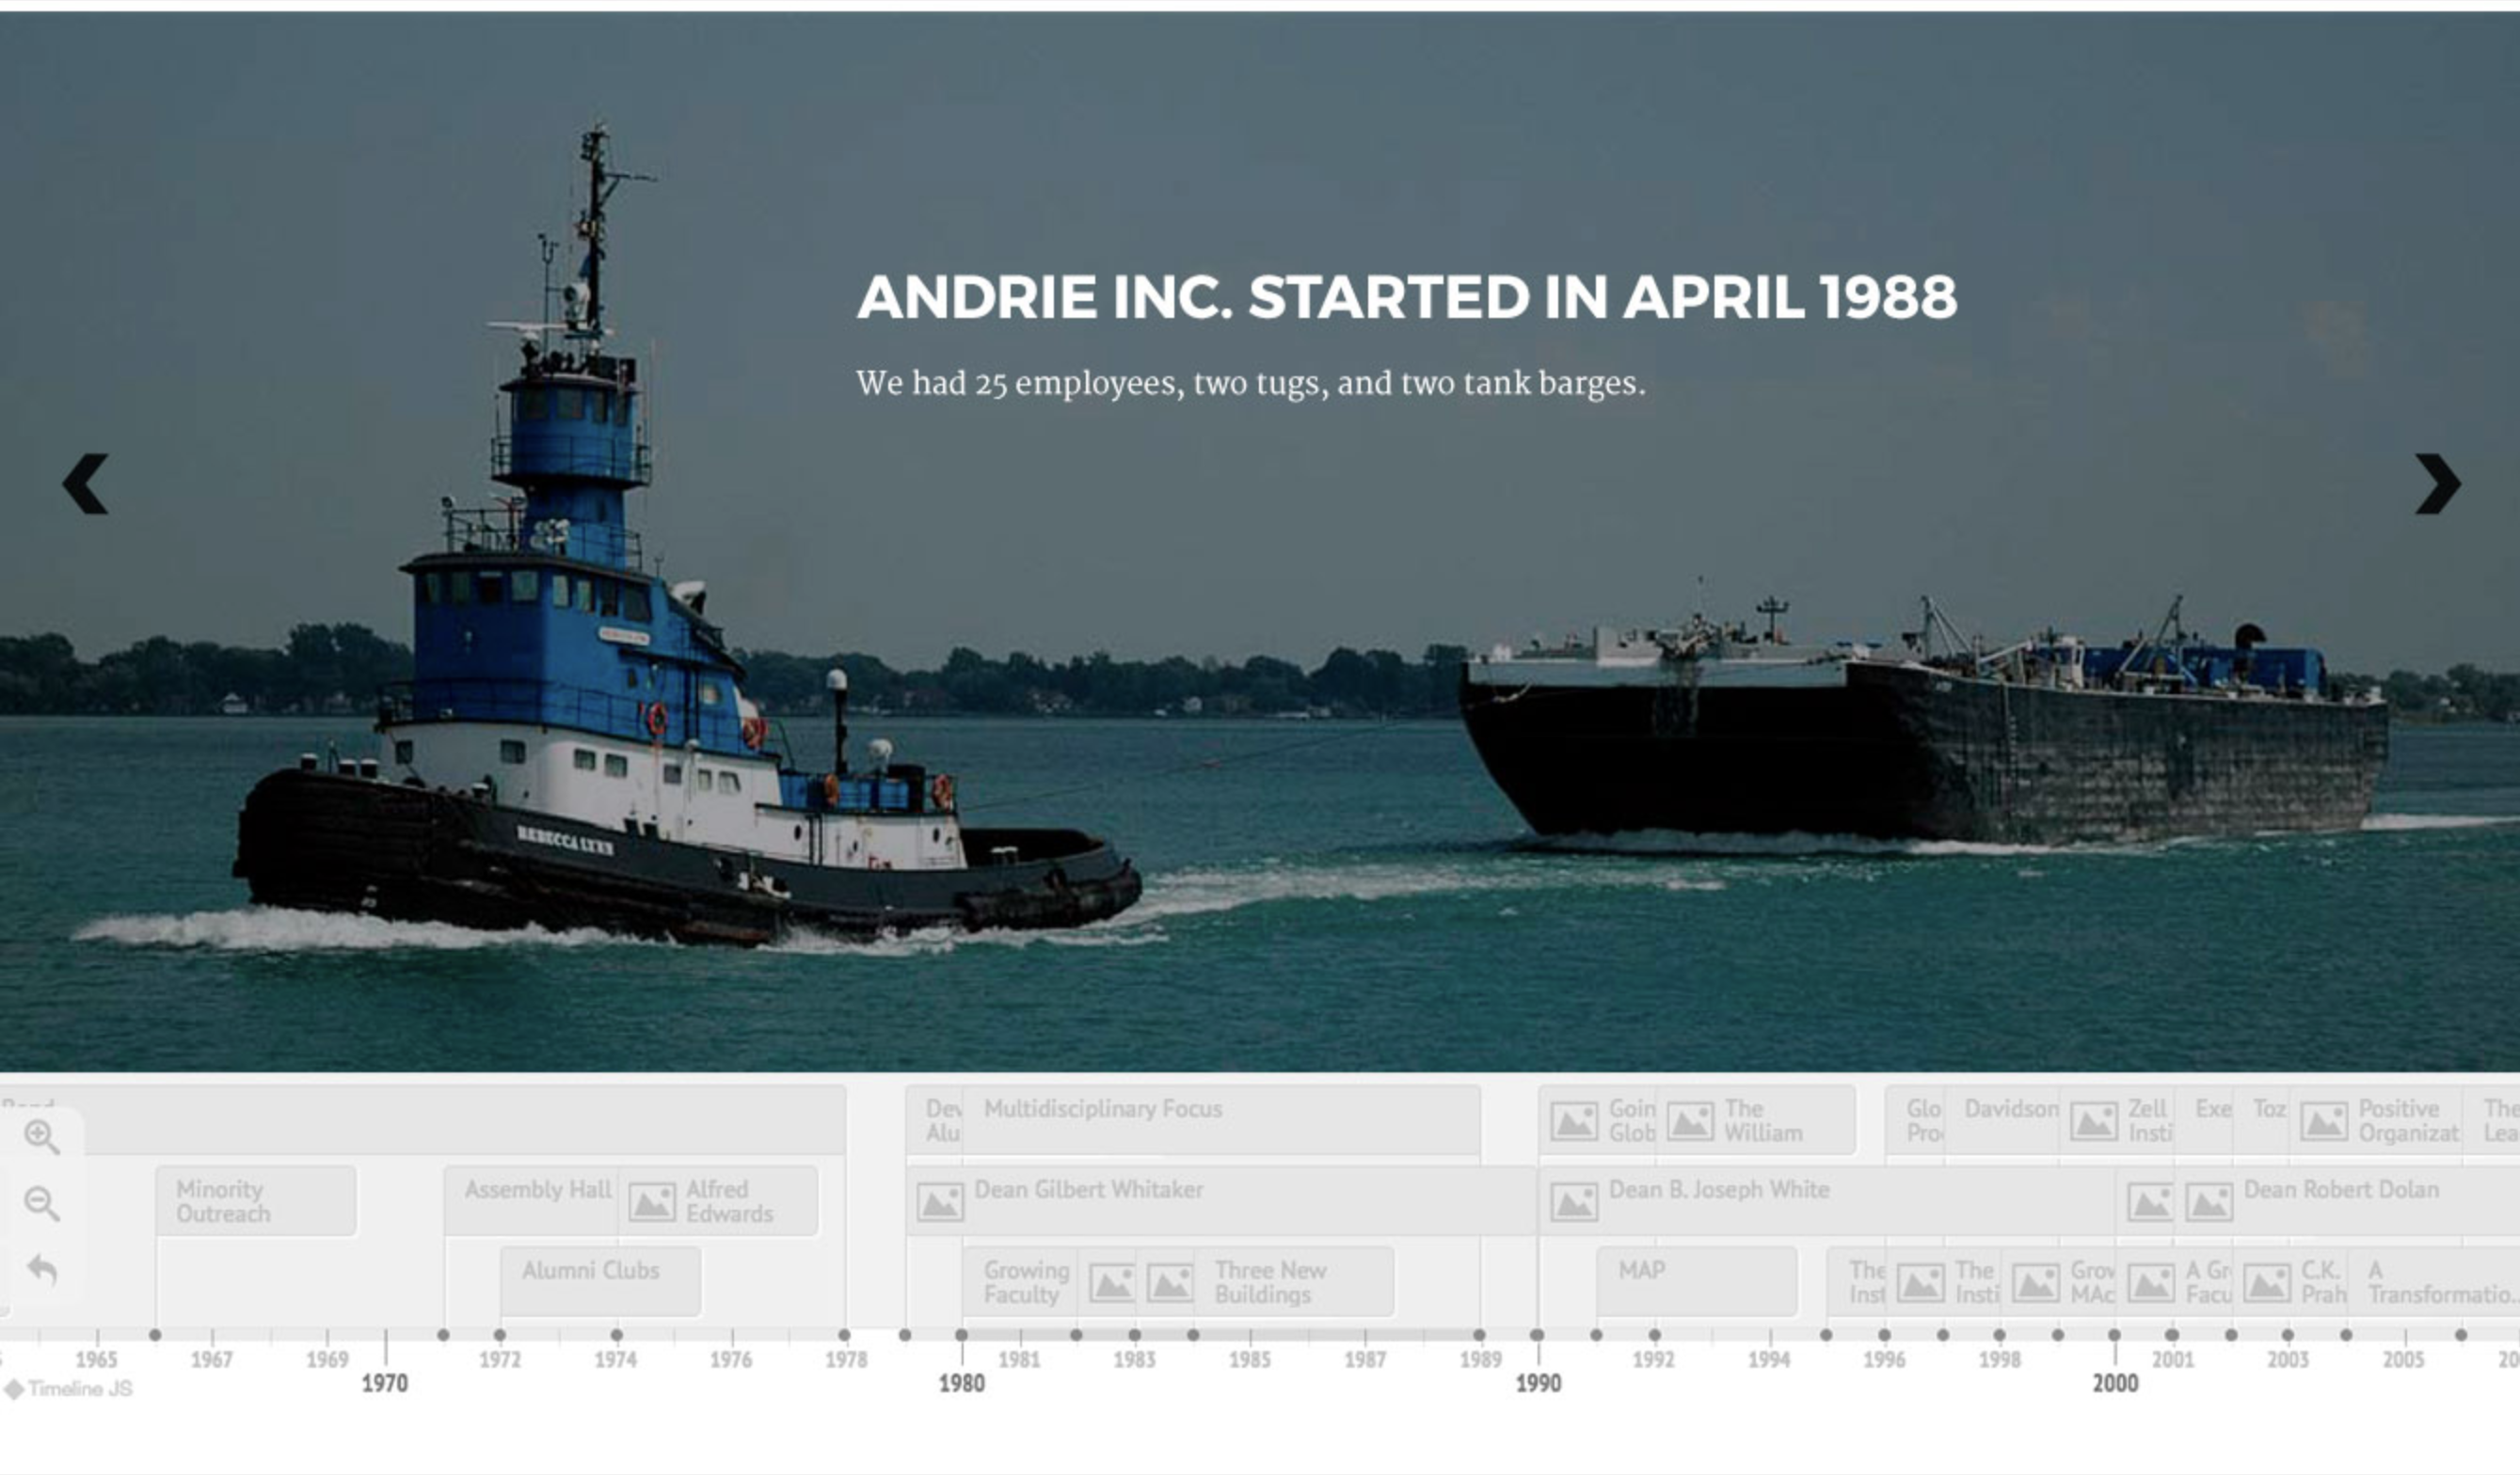 ANDRIE INC. STARTED IN APRIL 1988
We had 25 employees, two tugs, and two tank barges.
REBECCA LYNN
Dev Multidisciplinary Focus Goin The Glo Davidson Zell Exe Toz Positive The
Alu Glob William Pro Insti Organizat Lea
Minority Assembly Hall Alfred Dean Gilbert Whitaker Dean B. Joseph White Dean Robert Dolan
Outreach Edwards
Alumni Clubs Growing Three New MAP The The Grov A Gr C.K. A
Faculty Buildings Inst Insti MAc Facu Prah Transformatio...
1965 1967 1969 1972 1974 1976 1978 1981 1983 1985 1987 1989 1992 1994 1996 1998 2001 2003 2005 20
1970 1980 1990 2000
Timeline JS